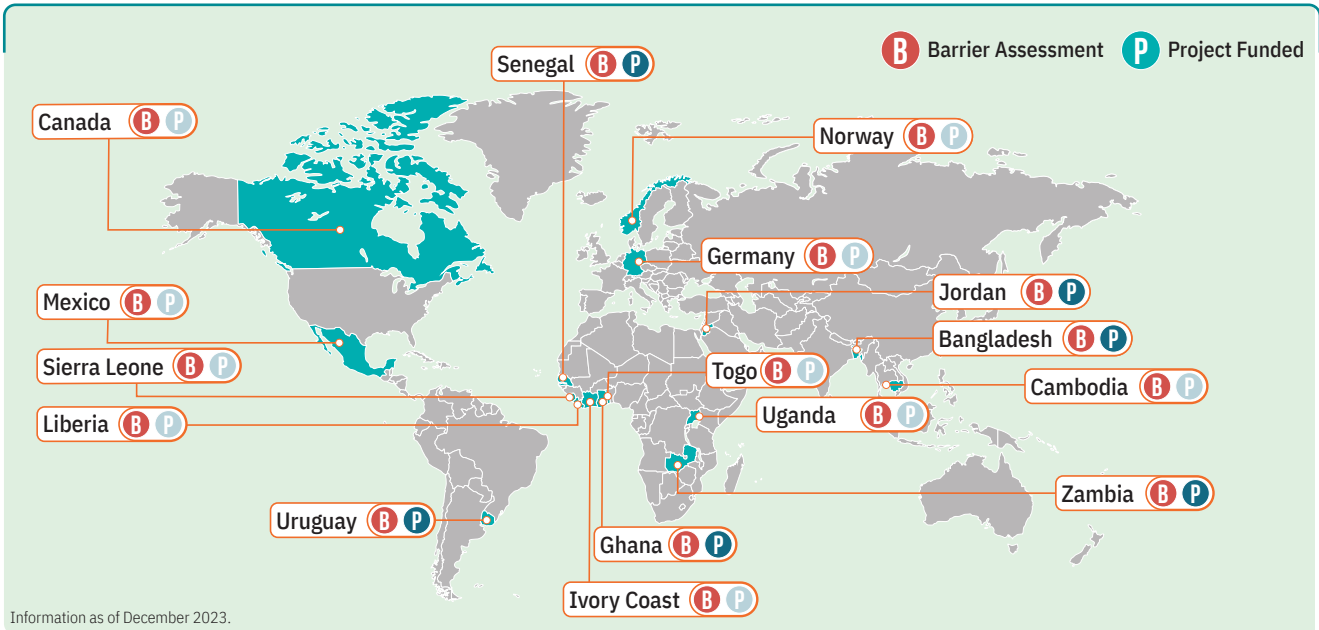 B Barrier Assessment P Project Funded
Senegal B P
Canada B P
Norway B P
Germany B P
Jordan B P
Mexico B P
Bangladesh B P
Sierra Leone B P
Togo B P
Cambodia B P
Liberia B P
Uganda B P
Zambia B P
Uruguay B P
Ghana B P
Ivory Coast B P
Information as of December 2023.